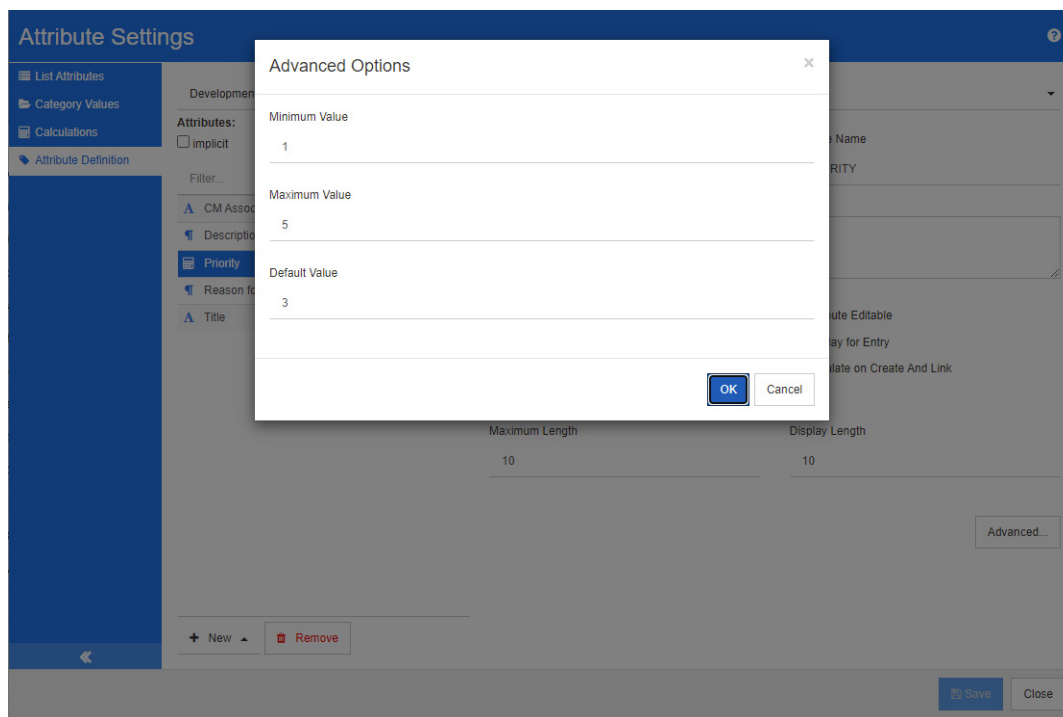 Attribute Settings
List Attributes
Category Values
Calculations
Attribute Definition
Developmen
Attributes:
implicit
Filter...
CM Assoc
Descriptio
Priority
Reason fo
Title
New
Remove
Advanced Options
Minimum Value
1
Maximum Value
5
Default Value
3
OK
Cancel
Name
RITY
ute Editable
lay for Entry
ulate on Create And Link
Maximum Length
10
Display Length
10
Advanced...
Save
Close